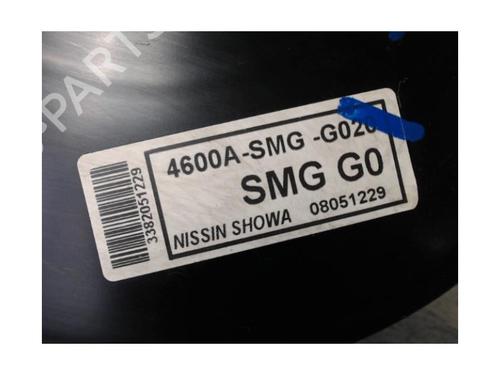 4600A-SMG -G020
SMG G0
NISSIN SHOWA 08051229
3382051229
PARTS